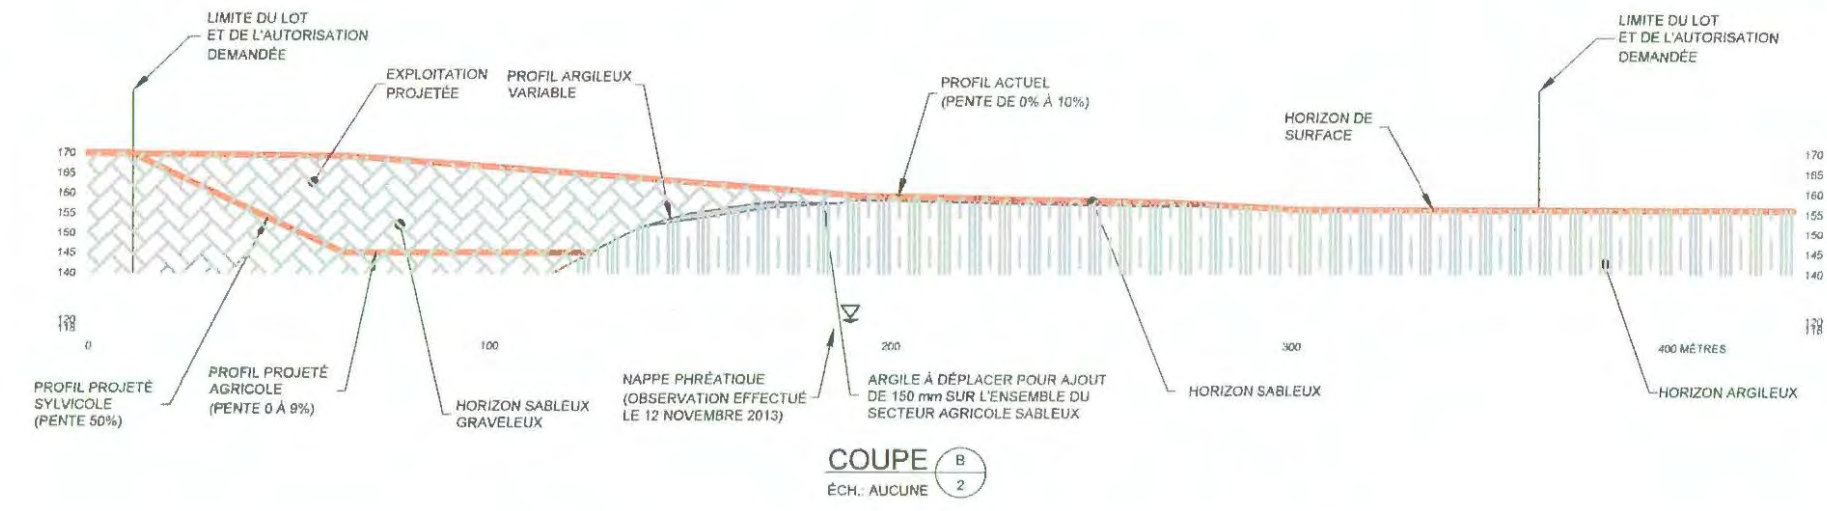 LIMITE DU LOT
ET DE L'AUTORISATION
DEMANDÉE
EXPLOITATION
PROJETÉE
PROFIL ARGILEUX
VARIABLE
PROFIL ACTUEL
(PENTE DE 0% À 10%)
HORIZON DE
SURFACE
LIMITE DU LOT
ET DE L'AUTORISATION
DEMANDÉE
170
165
160
155
150
145
140
120
118
170
165
160
155
150
145
140
120
118
0
100
200
300
400 MÈTRES
PROFIL PROJETÉ
SYLVICOLE
(PENTE 50%)
PROFIL PROJETÉ
AGRICOLE
(PENTE 0 À 9%)
HORIZON SABLEUX
GRAVELEUX
NAPPE PHRÉATIQUE
(OBSERVATION EFFECTUÉ
LE 12 NOVEMBRE 2013)
ARGILE À DÉPLACER POUR AJOUT
DE 150 mm SUR L'ENSEMBLE DU
SECTEUR AGRICOLE SABLEUX
HORIZON SABLEUX
HORIZON ARGILEUX
COUPE B
2
ÉCH.: AUCUNE